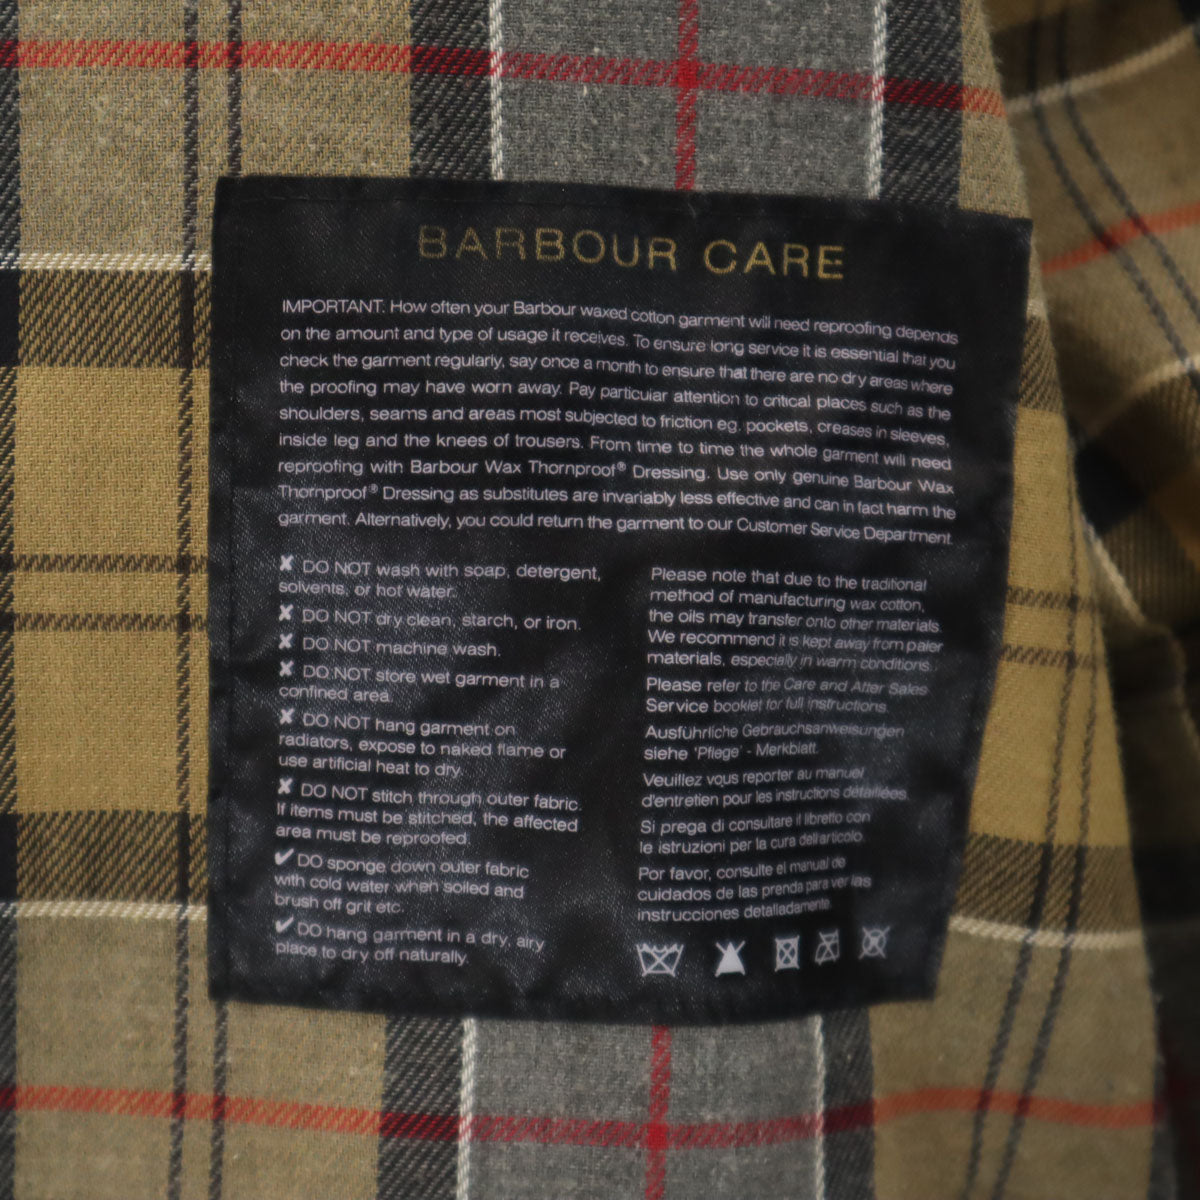 BARBOUR CARE
IMPORTANT. How often your Barbour waxed cotton garment will need reproofing depends
on the amount and type of usage it receives. To ensure long service it is essential that you
check the garment regularly, say once a month to ensure that there are no dry areas where
the proofing may have worn away. Pay particular attention to critical places such as the
shoulders, seams and areas most subjected to friction eg. pockets, creases in sleeves,
inside leg and the knees of trousers. From time to time the whole garment will need
reproofing with Barbour Wax Thornproof® Dressing. Use only genuine Barbour Wax
Thornproof® Dressing as substitutes are invariably less effective and can in fact harm the
garment. Alternatively, you could return the garment to our Customer Service Department.
✘ DO NOT wash with soap, detergent,
solvents, or hot water.
✘ DO NOT dry clean, starch, or iron.
✘ DO NOT machine wash.
✘ DO NOT store wet garment in a
confined area.
✘ DO NOT hang garment on
radiators, expose to naked flame or
use artificial heat to dry.
✘ DO NOT stitch through outer fabric.
If items must be stitched, the affected
area must be reproofed.
✔ DO sponge down outer fabric
with cold water when soiled and
brush off grit etc.
✔ DO hang garment in a dry, airy
place to dry off naturally.
Please note that due to the traditional
method of manufacturing wax cotton,
the oils may transfer onto other materials.
We recommend it is kept away from paler
materials, especially in warm conditions.
Please refer to the Care and After Sales
Service booklet for full instructions.
Ausführliche Gebrauchsanweisungen
siehe 'Pflege' - Merkblatt.
Veuillez vous reporter au manuel
d'entretien pour les instructions détaillées.
Si prega di consultare il libretto con
le istruzioni per la cura dell'articolo.
Por favor, consulte el manual de
cuidados de las prenda para ver las
instrucciones detalladamente.